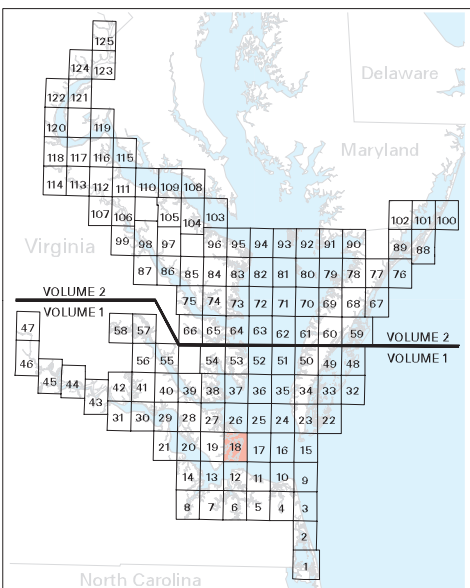 125
124 123
Delaware
122 121
120 119
Maryland
118 117 116 115
114 113 112 111 110 109 108
107 106 105 104 103 102 101 100
99 98 97 96 95 94 93 92 91 90 89 88
Virginia
87 86 85 84 83 82 81 80 79 78 77 76
75 74 73 72 71 70 69 68 67
VOLUME 2
VOLUME 1
47 58 57 66 65 64 63 62 61 60 59
VOLUME 2
VOLUME 1
46 56 55 54 53 52 51 50 49 48
45 44 43 42 41 40 39 38 37 36 35 34 33 32
31 30 29 28 27 26 25 24 23 22
21 20 19 18 17 16 15
14 13 12 11 10 9
8 7 6 5 4 3
2
1
North Carolina